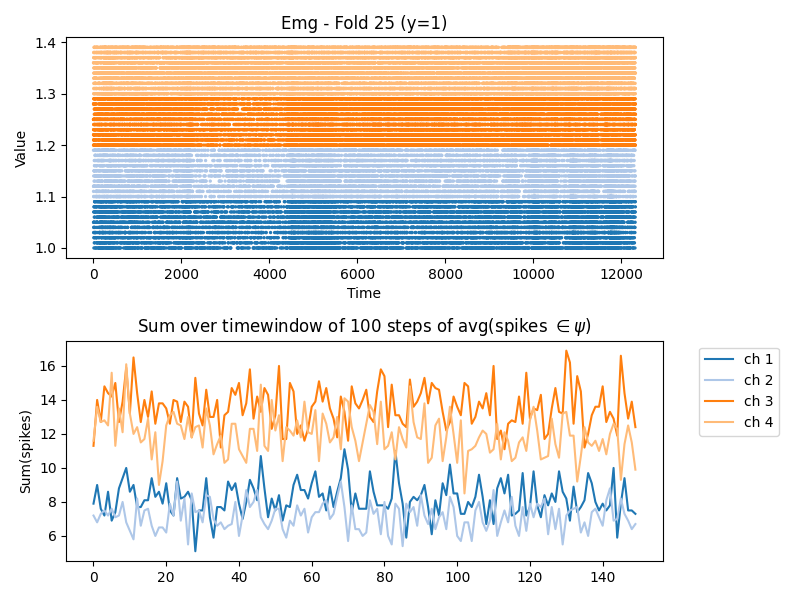 Emg - Fold 25 (y=1)
1.4
1.3
1.2
1.1
1.0
Value
0 2000 4000 6000 8000 10000 12000
Time
Sum over timewindow of 100 steps of avg(spikes ∈ ψ)
16
14
12
10
8
6
Sum(spikes)
0 20 40 60 80 100 120 140
ch 1
ch 2
ch 3
ch 4